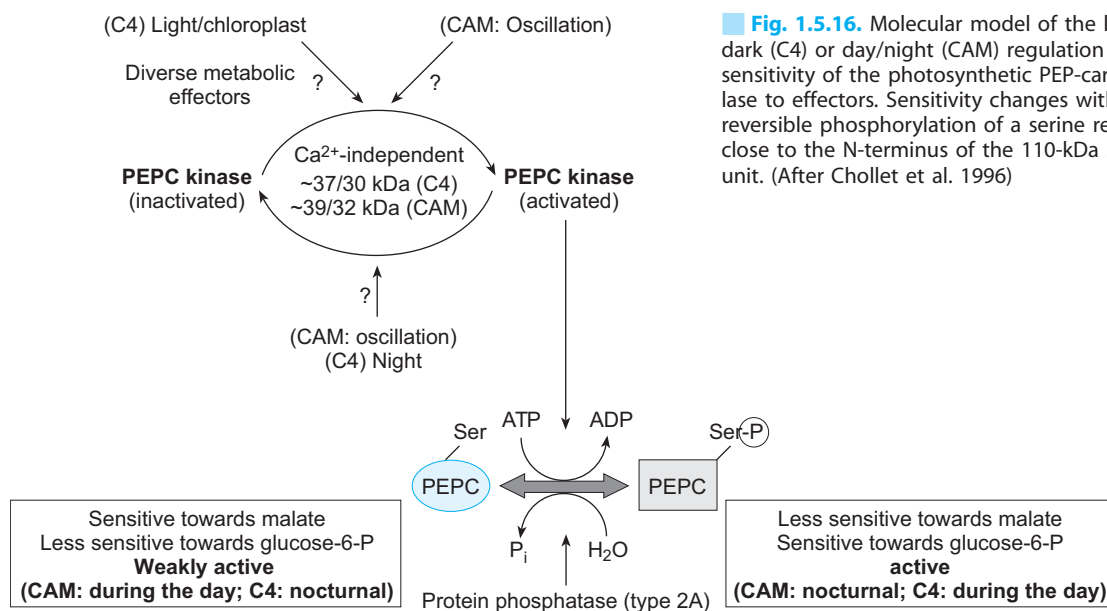 (C4) Light/chloroplast
(CAM: Oscillation)
Diverse metabolic
effectors
?
?
Ca²⁺-independent
~37/30 kDa (C4)
~39/32 kDa (CAM)
PEPC kinase
(inactivated)
PEPC kinase
(activated)
?
(CAM: oscillation)
(C4) Night
Fig. 1.5.16. Molecular model of the
dark (C4) or day/night (CAM) regulation
sensitivity of the photosynthetic PEP-car
lase to effectors. Sensitivity changes with
reversible phosphorylation of a serine re
close to the N-terminus of the 110-kDa
unit. (After Chollet et al. 1996)
Ser
ATP
ADP
Ser-P
PEPC
PEPC
Pᵢ
H₂O
Protein phosphatase (type 2A)
Sensitive towards malate
Less sensitive towards glucose-6-P
Weakly active
(CAM: during the day; C4: nocturnal)
Less sensitive towards malate
Sensitive towards glucose-6-P
active
(CAM: nocturnal; C4: during the day)